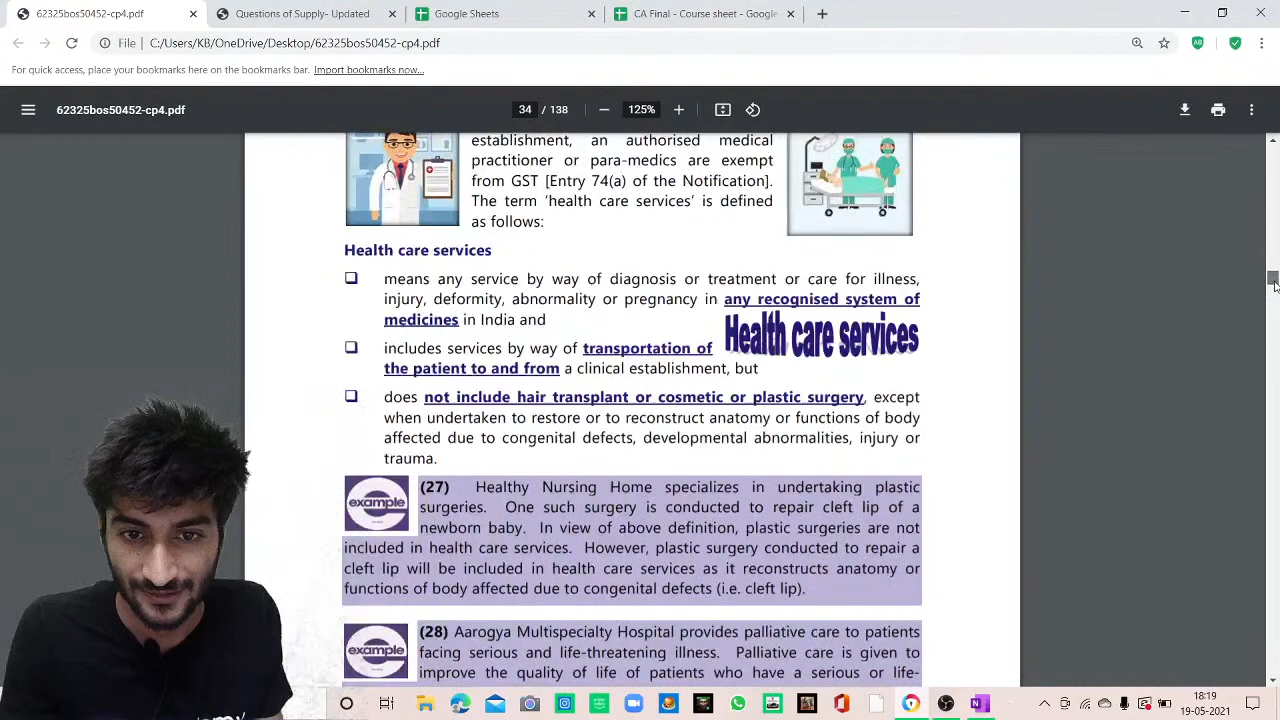 62325bos50452-cp4.pdf
Questions of Supply- Updated
Google Sheets
CA Final - Course sheet - Google
File C:/Users/KB/OneDrive/Desktop/62325bos50452-cp4.pdf
For quick access, place your bookmarks here on the bookmarks bar. Import bookmarks now...
62325bos50452-cp4.pdf
34 / 138
125%
establishment, an authorised medical
practitioner or para-medics are exempt
from GST [Entry 74(a) of the Notification].
The term ‘health care services’ is defined
as follows:
Health care services
❑ means any service by way of diagnosis or treatment or care for illness,
injury, deformity, abnormality or pregnancy in any recognised system of
medicines in India and
Health care services
❑ includes services by way of transportation of
the patient to and from a clinical establishment, but
❑ does not include hair transplant or cosmetic or plastic surgery, except
when undertaken to restore or to reconstruct anatomy or functions of body
affected due to congenital defects, developmental abnormalities, injury or
trauma.
example
(27) Healthy Nursing Home specializes in undertaking plastic
surgeries. One such surgery is conducted to repair cleft lip of a
newborn baby. In view of above definition, plastic surgeries are not
included in health care services. However, plastic surgery conducted to repair a
cleft lip will be included in health care services as it reconstructs anatomy or
functions of body affected due to congenital defects (i.e. cleft lip).
example
(28) Aarogya Multispecialty Hospital provides palliative care to patients
facing serious and life-threatening illness. Palliative care is given to
improve the quality of life of patients who have a serious or life-
18:19
19-05-2021